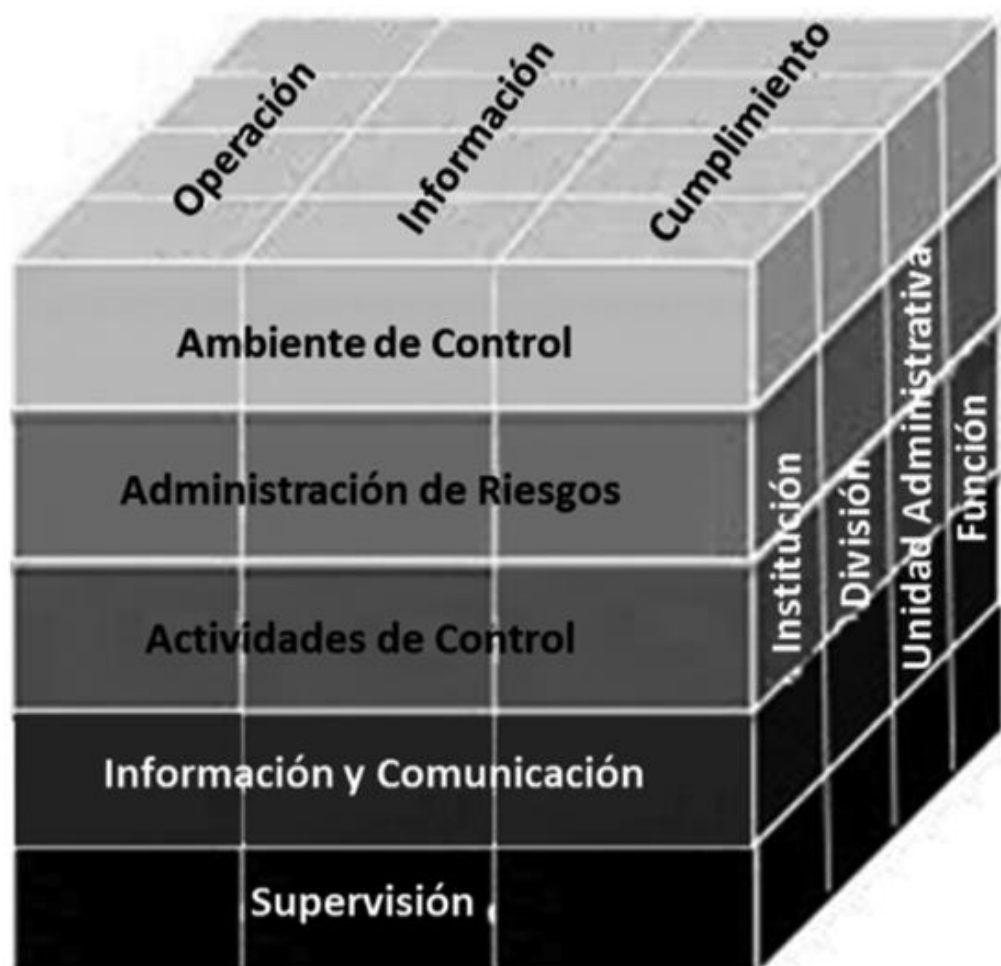 Operación
Información
Cumplimiento
Ambiente de Control
Administración de Riesgos
Actividades de Control
Información y Comunicación
Supervisión
Institución
División
Unidad Administrativa
Función